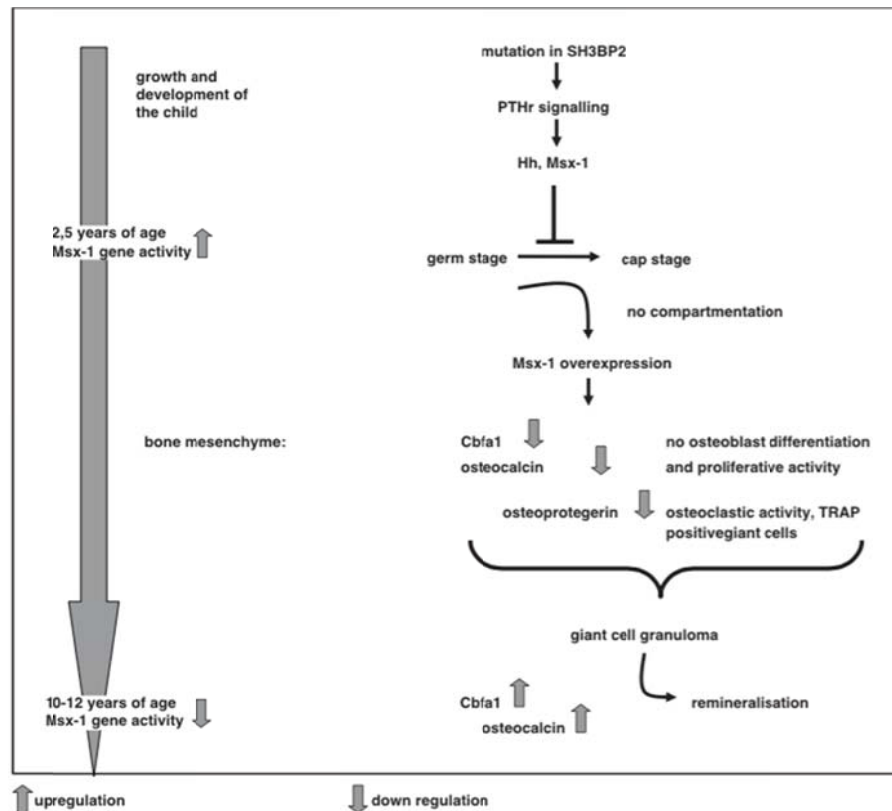 mutation in SH3BP2
growth and
development of
the child
PTHr signalling
Hh, Msx-1
2,5 years of age
Msx-1 gene activity
germ stage
cap stage
no compartmentation
Msx-1 overexpression
bone mesenchyme:
Cbfa1
no osteoblast differentiation
osteocalcin
and proliferative activity
osteoprotegerin
osteoclastic activity, TRAP
positivegiant cells
giant cell granuloma
10-12 years of age
Msx-1 gene activity
Cbfa1
remineralisation
osteocalcin
upregulation
down regulation